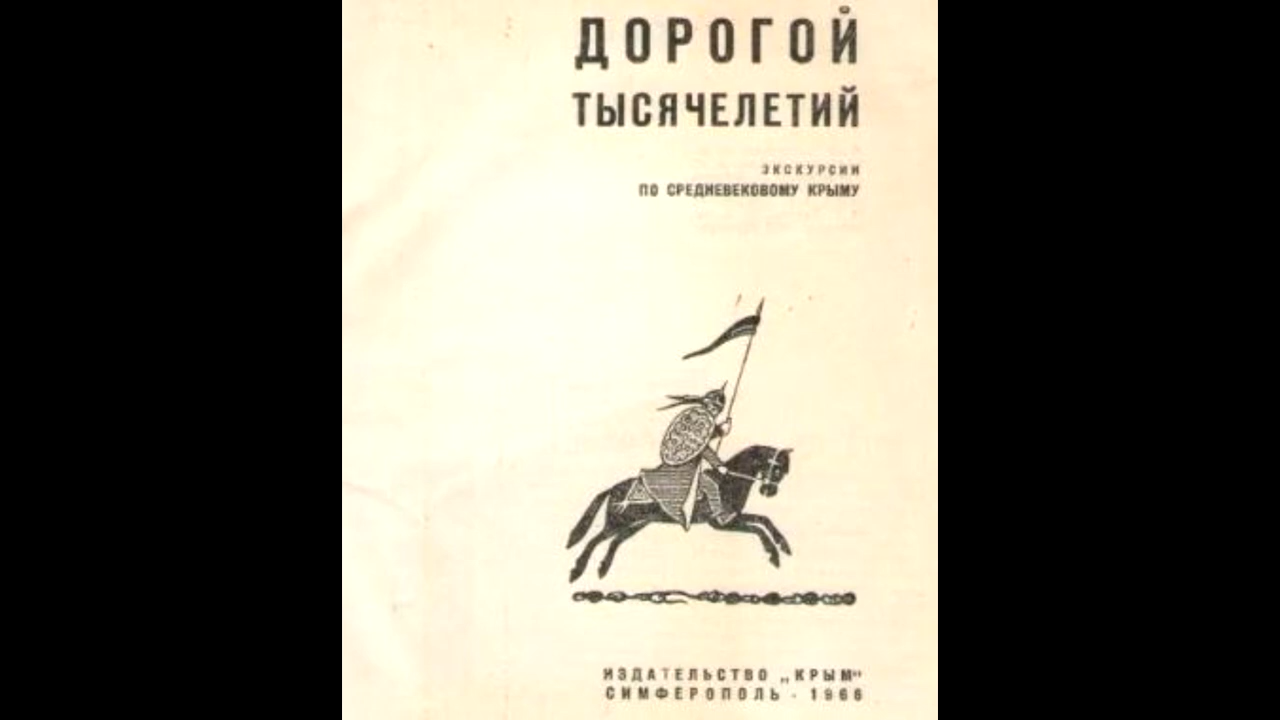 ДОРОГОЙ
ТЫСЯЧЕЛЕТИЙ
ЭКСКУРСИИ
ПО СРЕДНЕВЕКОВОМУ КРЫМУ
ИЗДАТЕЛЬСТВО „КРЫМ“
СИМФЕРОПОЛЬ - 1966